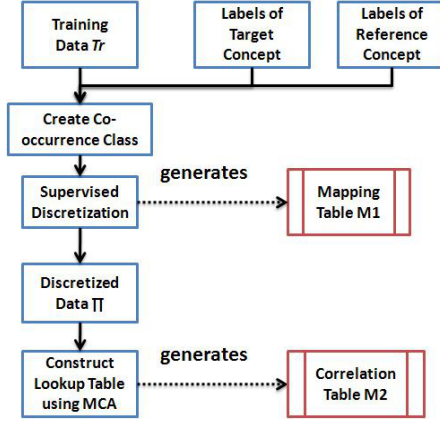 Training
Data Tr
Labels of
Target
Concept
Labels of
Reference
Concept
Create Co-
occurrence Class
generates
Supervised
Discretization
Mapping
Table M1
Discretized
Data ∏
generates
Construct
Lookup Table
using MCA
Correlation
Table M2